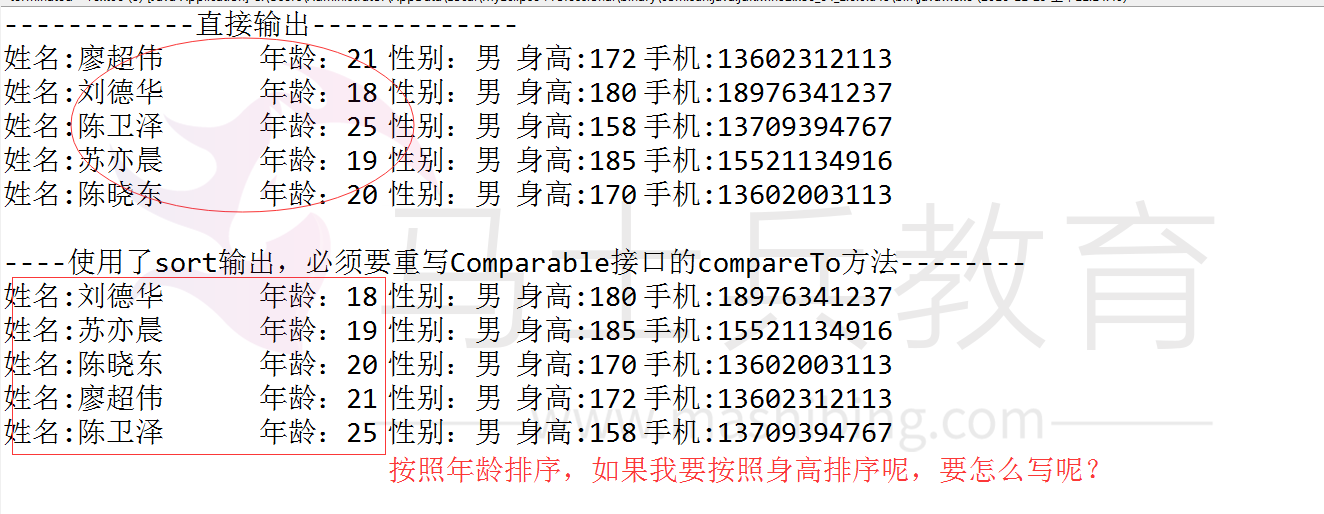 ------------直接输出-------------
姓名:廖超伟 年龄：21 性别：男 身高:172 手机:13602312113
姓名:刘德华 年龄：18 性别：男 身高:180 手机:18976341237
姓名:陈卫泽 年龄：25 性别：男 身高:158 手机:13709394767
姓名:苏亦晨 年龄：19 性别：男 身高:185 手机:15521134916
姓名:陈晓东 年龄：20 性别：男 身高:170 手机:13602003113
马士兵教育
----使用了sort输出，必须要重写Comparable接口的compareTo方法--------
姓名:刘德华 年龄：18 性别：男 身高:180 手机:18976341237
姓名:苏亦晨 年龄：19 性别：男 身高:185 手机:15521134916
姓名:陈晓东 年龄：20 性别：男 身高:170 手机:13602003113
姓名:廖超伟 年龄：21 性别：男 身高:172 手机:13602312113
www.mashibing.com
姓名:陈卫泽 年龄：25 性别：男 身高:158 手机:13709394767
按照年龄排序，如果我要按照身高排序呢，要怎么写呢？